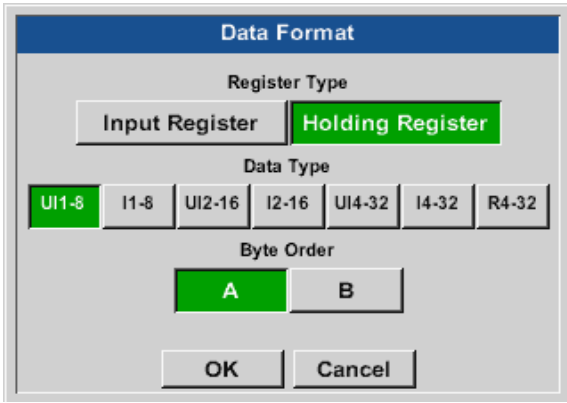 Data Format
Register Type
Input Register Holding Register
Data Type
UI1-8 I1-8 UI2-16 I2-16 UI4-32 I4-32 R4-32
Byte Order
A B
OK Cancel